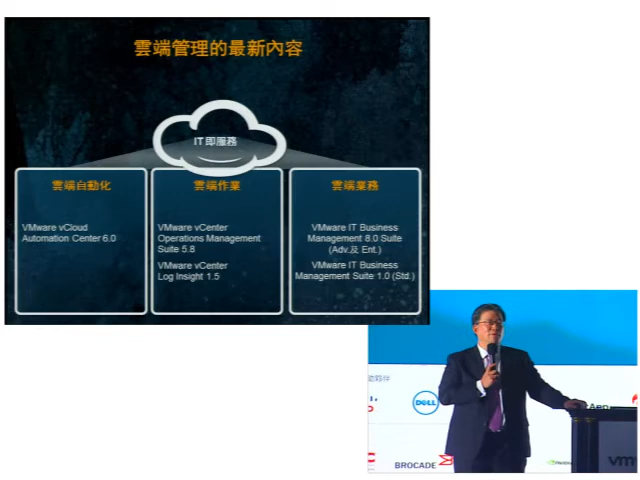 雲端管理的最新內容
IT即服務
雲端自動化
VMware vCloud
Automation Center 6.0
雲端作業
VMware vCenter
Operations Management
Suite 5.8
VMware vCenter
Log Insight 1.5
雲端業務
VMware IT Business
Management 8.0 Suite
(Adv.及 Ent.)
VMware IT Business
Management Suite 1.0 (Std.)
DELL
BROCADE